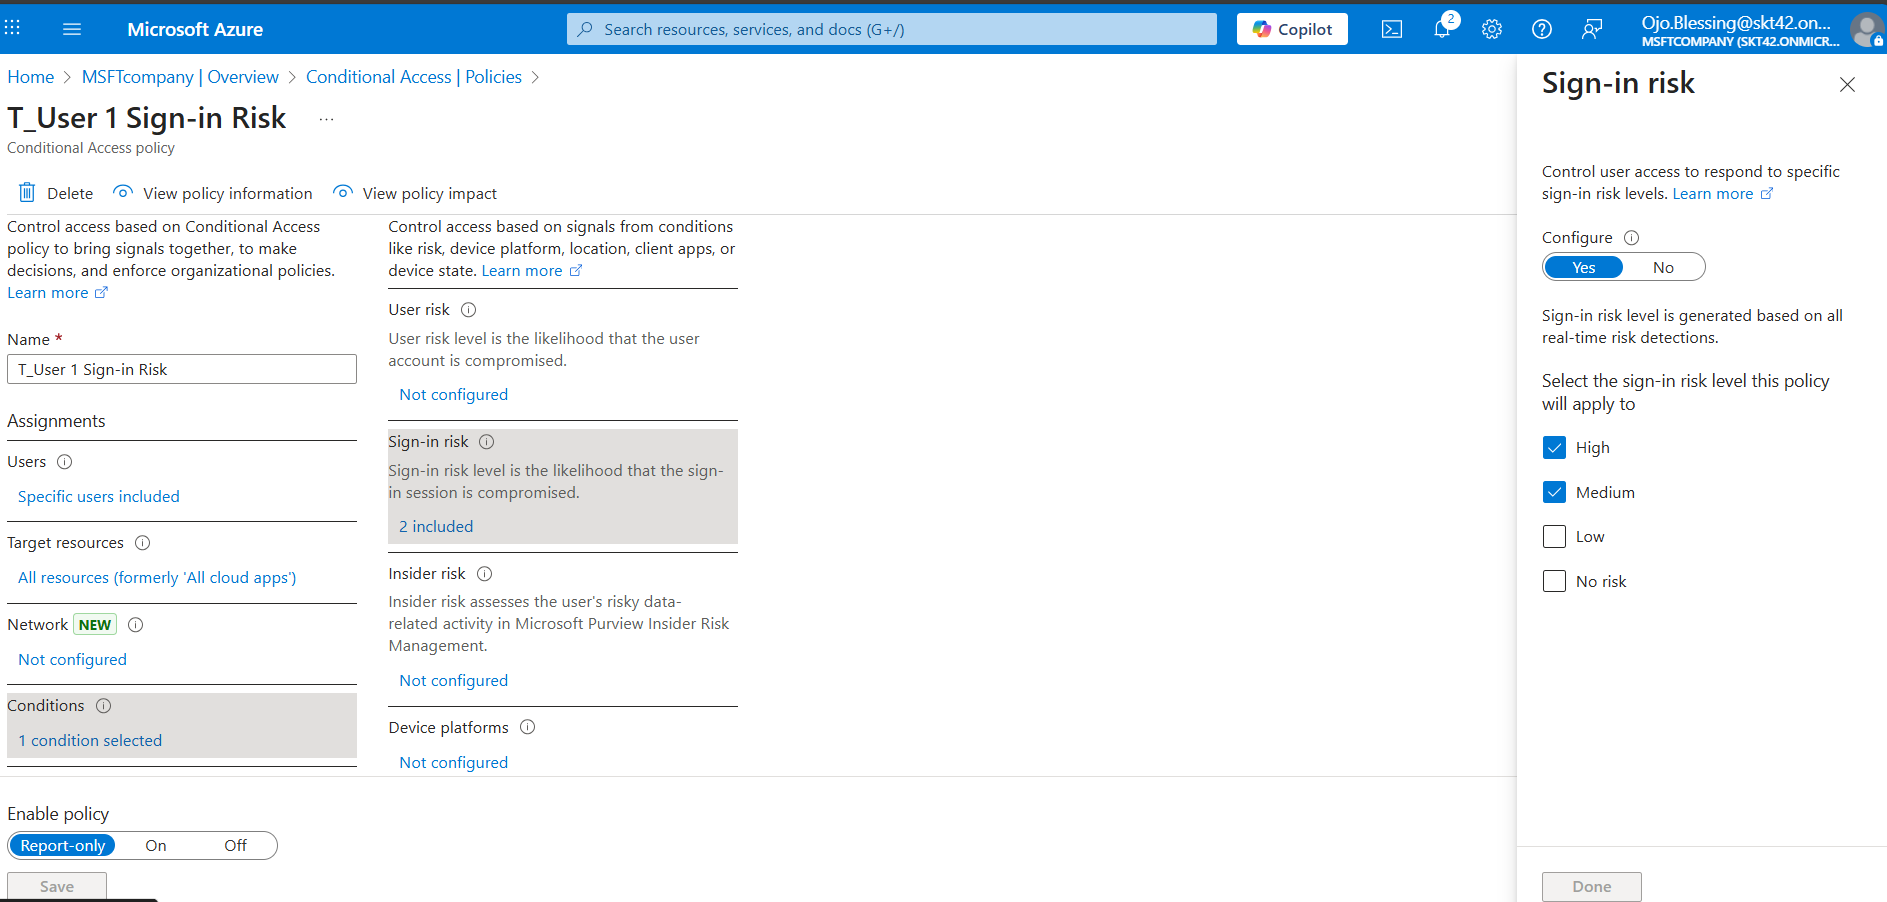 Microsoft Azure
Search resources, services, and docs (G+/)
Copilot
2
Ojo.Blessing@skt42.on...
MSFTCOMPANY (SKT42.ONMICR...
Home > MSFTcompany | Overview > Conditional Access | Policies >
T_User 1 Sign-in Risk ...
Conditional Access policy
Delete
View policy information
View policy impact
Control access based on Conditional Access
policy to bring signals together, to make
decisions, and enforce organizational policies.
Learn more
Name *
T_User 1 Sign-in Risk
Assignments
Users
Specific users included
Target resources
All resources (formerly 'All cloud apps')
Network NEW
Not configured
Conditions
1 condition selected
Control access based on signals from conditions
like risk, device platform, location, client apps, or
device state. Learn more
User risk
User risk level is the likelihood that the user
account is compromised.
Not configured
Sign-in risk
Sign-in risk level is the likelihood that the sign-
in session is compromised.
2 included
Insider risk
Insider risk assesses the user's risky data-
related activity in Microsoft Purview Insider Risk
Management.
Not configured
Device platforms
Not configured
Enable policy
Report-only On Off
Save
Sign-in risk
Control user access to respond to specific
sign-in risk levels. Learn more
Configure
Yes No
Sign-in risk level is generated based on all
real-time risk detections.
Select the sign-in risk level this policy
will apply to
High
Medium
Low
No risk
Done